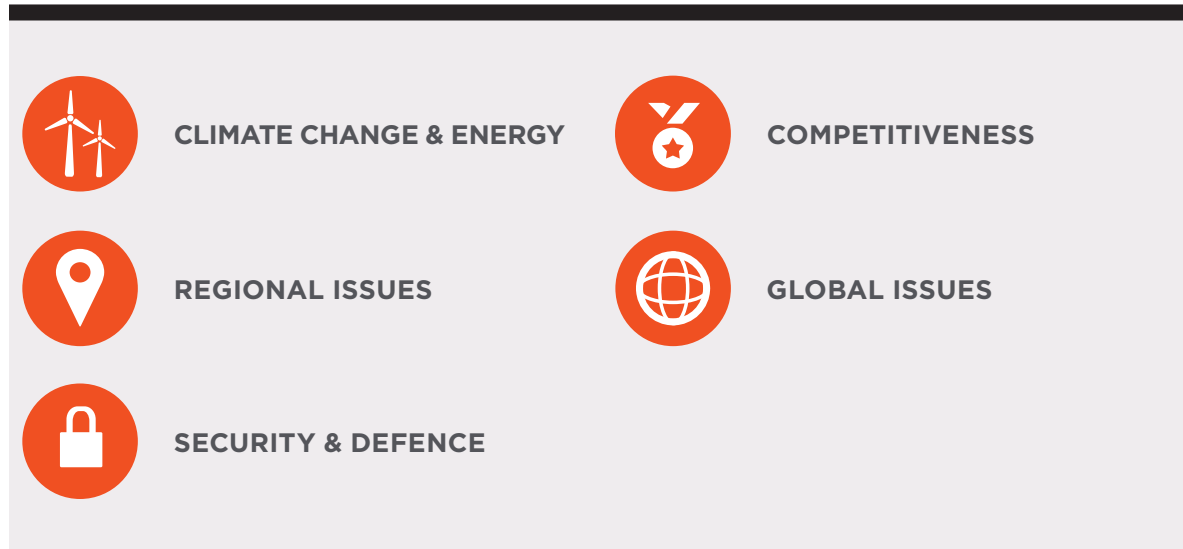 CLIMATE CHANGE & ENERGY
COMPETITIVENESS
REGIONAL ISSUES
GLOBAL ISSUES
SECURITY & DEFENCE